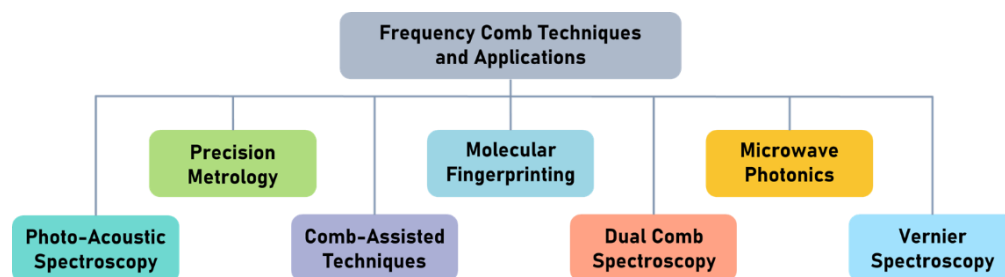 Frequency Comb Techniques
and Applications
Precision
Metrology
Molecular
Fingerprinting
Microwave
Photonics
Photo-Acoustic
Spectroscopy
Comb-Assisted
Techniques
Dual Comb
Spectroscopy
Vernier
Spectroscopy